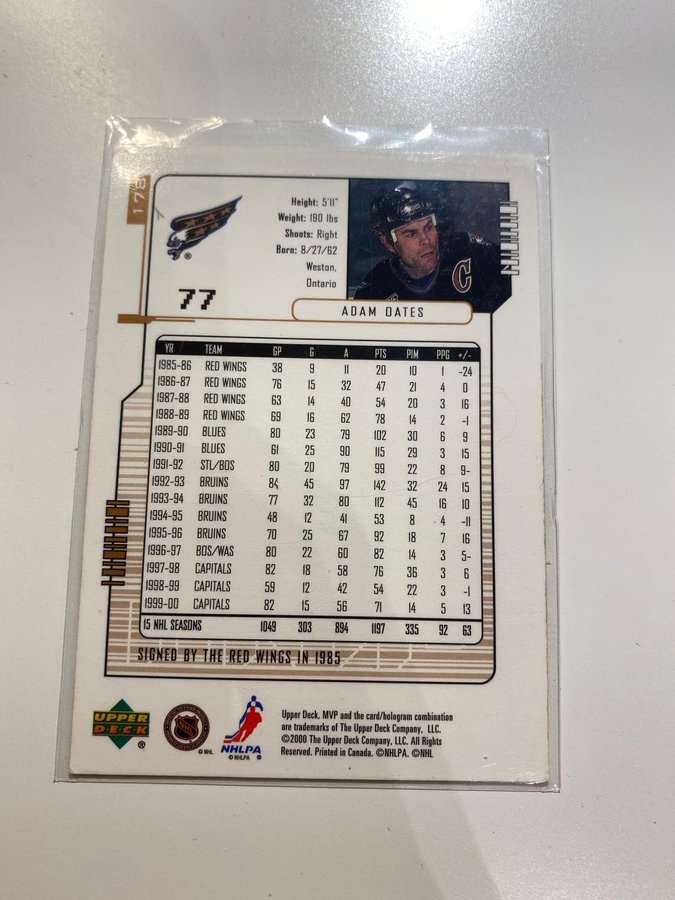 178
Height: 5'11"
Weight: 190 lbs
Shoots: Right
Born: 8/27/62
Weston,
Ontario
C
77
ADAM OATES
YR TEAM GP G A PTS PIM PPG +/-
1985-86 RED WINGS 38 9 11 20 10 1 -24
1986-87 RED WINGS 76 15 32 47 21 4 0
1987-88 RED WINGS 63 14 40 54 20 3 16
1988-89 RED WINGS 69 16 62 78 14 2 -1
1989-90 BLUES 80 23 79 102 30 6 9
1990-91 BLUES 61 25 90 115 29 3 15
1991-92 STL/BOS 80 20 79 99 22 8 9-
1992-93 BRUINS 84 45 97 142 32 24 15
1993-94 BRUINS 77 32 80 112 45 16 10
1994-95 BRUINS 48 12 41 53 8 4 -11
1995-96 BRUINS 70 25 67 92 18 7 16
1996-97 BOS/WAS 80 22 60 82 14 3 5-
1997-98 CAPITALS 82 18 58 76 36 3 6
1998-99 CAPITALS 59 12 42 54 22 3 -1
1999-00 CAPITALS 82 15 56 71 14 5 13
15 NHL SEASONS 1049 303 894 1197 335 92 63
SIGNED BY THE RED WINGS IN 1985
UPPER DECK ®
NHL
© NHL
NHLPA
© NHLPA ®
Upper Deck, MVP and the card/hologram combination
are trademarks of The Upper Deck Company, LLC.
©2000 The Upper Deck Company, LLC. All Rights
Reserved. Printed in Canada. ©NHLPA. ©NHL